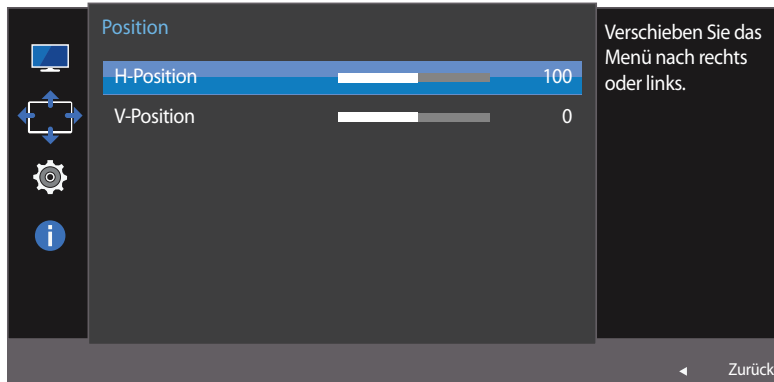 Position
H-Position 100
V-Position 0
Verschieben Sie das
Menü nach rechts
oder links.
Zurück